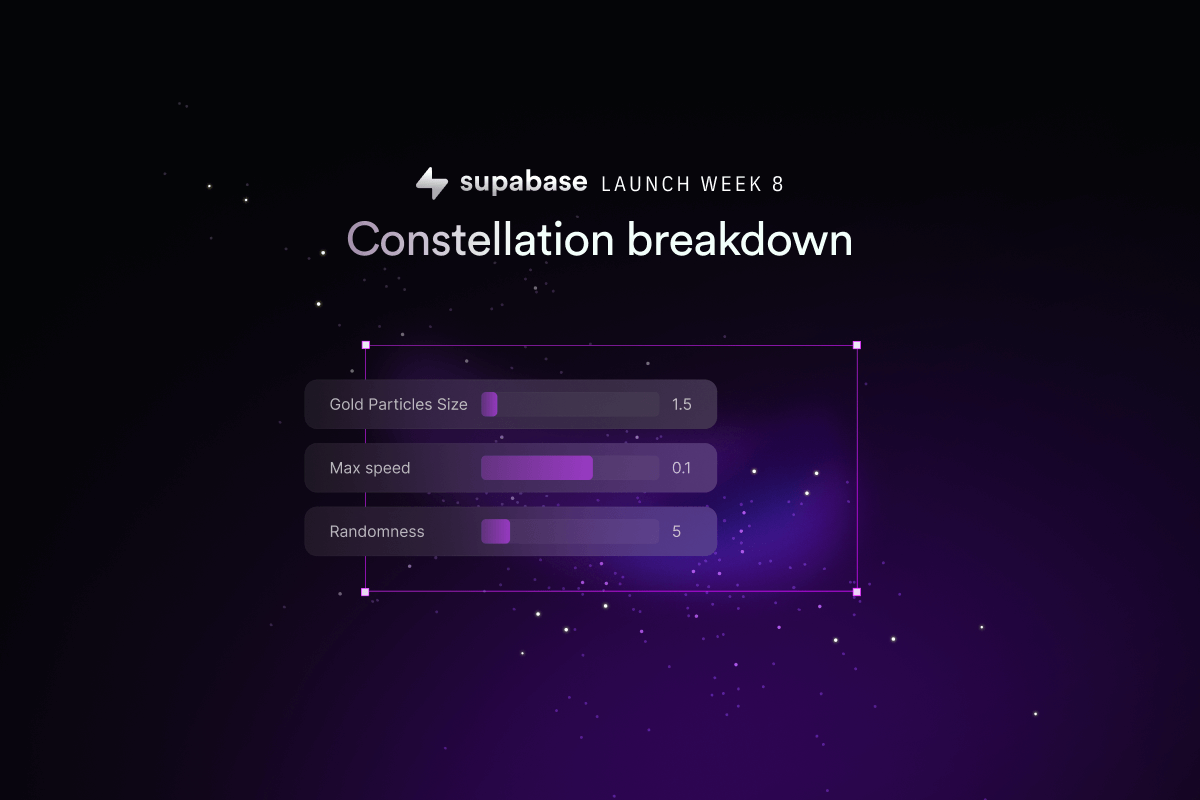 supabase LAUNCH WEEK 8
Constellation breakdown
Gold Particles Size 1.5
Max speed 0.1
Randomness 5